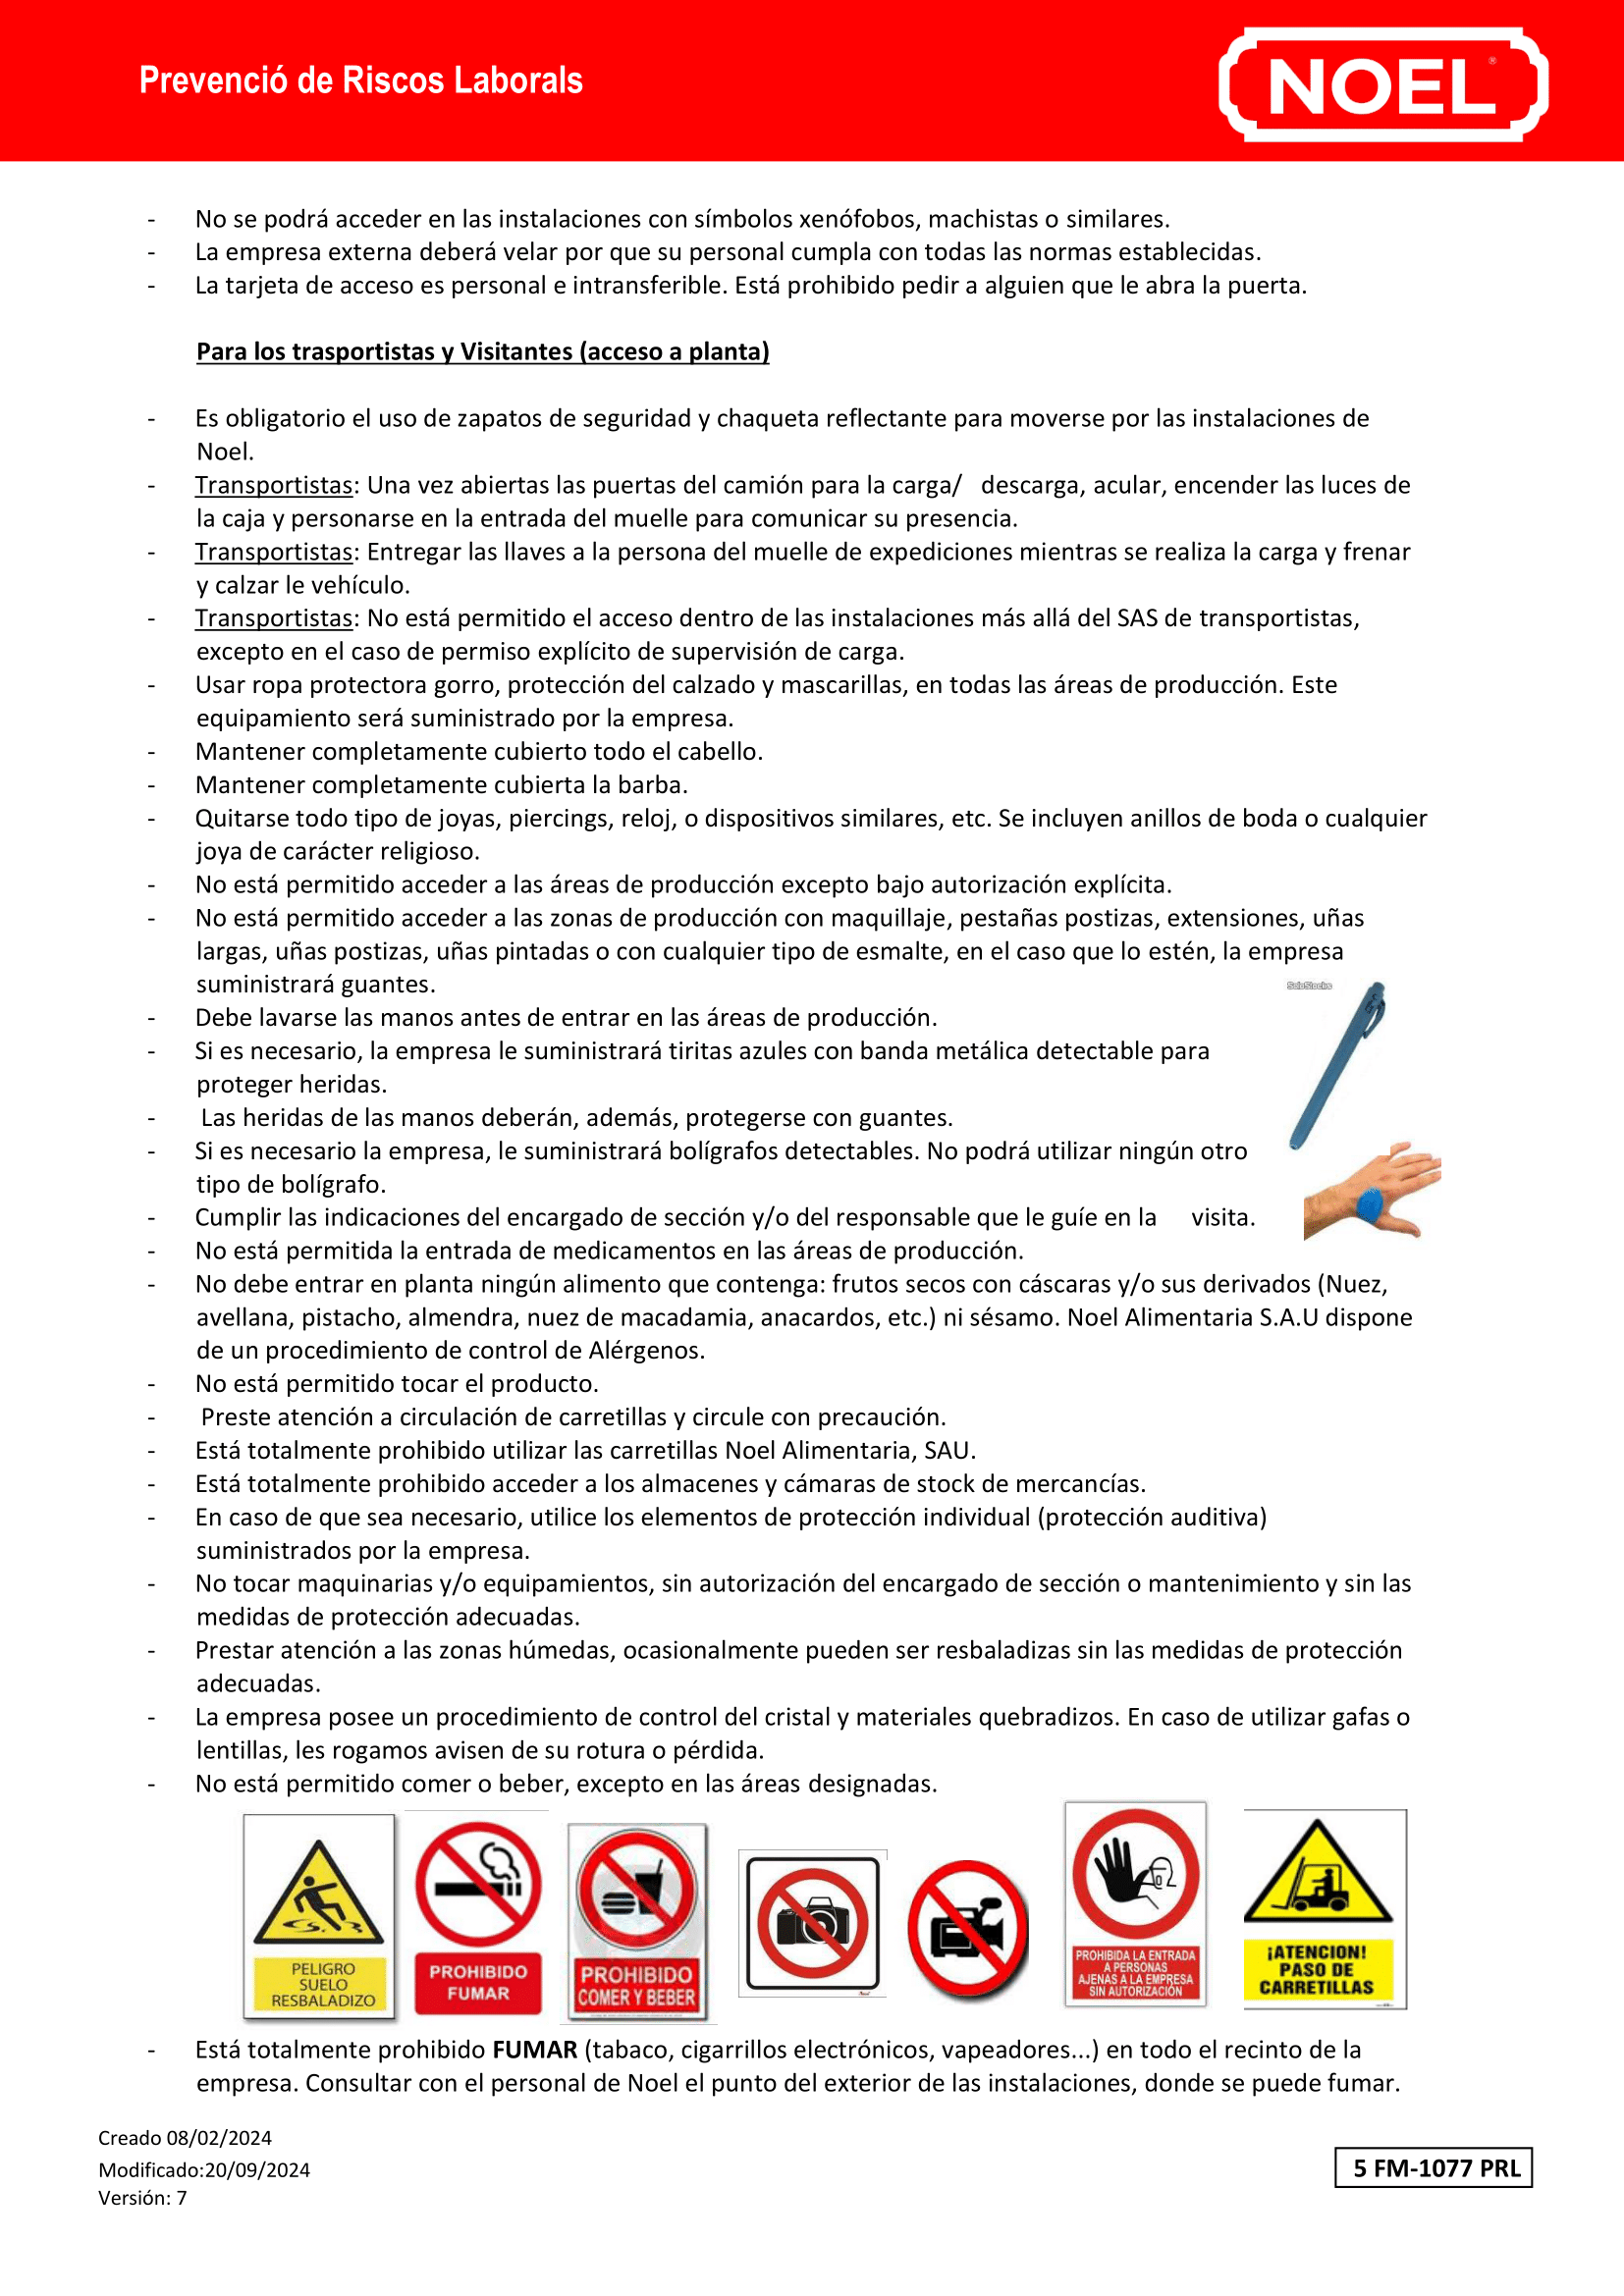 Prevenció de Riscos Laborals
NOEL
®
- No se podrá acceder en las instalaciones con símbolos xenófobos, machistas o similares.
- La empresa externa deberá velar por que su personal cumpla con todas las normas establecidas.
- La tarjeta de acceso es personal e intransferible. Está prohibido pedir a alguien que le abra la puerta.
Para los trasportistas y Visitantes (acceso a planta)
- Es obligatorio el uso de zapatos de seguridad y chaqueta reflectante para moverse por las instalaciones de
Noel.
- Transportistas: Una vez abiertas las puertas del camión para la carga/ descarga, acular, encender las luces de
la caja y personarse en la entrada del muelle para comunicar su presencia.
- Transportistas: Entregar las llaves a la persona del muelle de expediciones mientras se realiza la carga y frenar
y calzar le vehículo.
- Transportistas: No está permitido el acceso dentro de las instalaciones más allá del SAS de transportistas,
excepto en el caso de permiso explícito de supervisión de carga.
- Usar ropa protectora gorro, protección del calzado y mascarillas, en todas las áreas de producción. Este
equipamiento será suministrado por la empresa.
- Mantener completamente cubierto todo el cabello.
- Mantener completamente cubierta la barba.
- Quitarse todo tipo de joyas, piercings, reloj, o dispositivos similares, etc. Se incluyen anillos de boda o cualquier
joya de carácter religioso.
- No está permitido acceder a las áreas de producción excepto bajo autorización explícita.
- No está permitido acceder a las zonas de producción con maquillaje, pestañas postizas, extensiones, uñas
largas, uñas postizas, uñas pintadas o con cualquier tipo de esmalte, en el caso que lo estén, la empresa
suministrará guantes.
SubStocks
- Debe lavarse las manos antes de entrar en las áreas de producción.
- Si es necesario, la empresa le suministrará tiritas azules con banda metálica detectable para
proteger heridas.
- Las heridas de las manos deberán, además, protegerse con guantes.
- Si es necesario la empresa, le suministrará bolígrafos detectables. No podrá utilizar ningún otro
tipo de bolígrafo.
- Cumplir las indicaciones del encargado de sección y/o del responsable que le guíe en la visita.
- No está permitida la entrada de medicamentos en las áreas de producción.
- No debe entrar en planta ningún alimento que contenga: frutos secos con cáscaras y/o sus derivados (Nuez,
avellana, pistacho, almendra, nuez de macadamia, anacardos, etc.) ni sésamo. Noel Alimentaria S.A.U dispone
de un procedimiento de control de Alérgenos.
- No está permitido tocar el producto.
- Preste atención a circulación de carretillas y circule con precaución.
- Está totalmente prohibido utilizar las carretillas Noel Alimentaria, SAU.
- Está totalmente prohibido acceder a los almacenes y cámaras de stock de mercancías.
- En caso de que sea necesario, utilice los elementos de protección individual (protección auditiva)
suministrados por la empresa.
- No tocar maquinarias y/o equipamientos, sin autorización del encargado de sección o mantenimiento y sin las
medidas de protección adecuadas.
- Prestar atención a las zonas húmedas, ocasionalmente pueden ser resbaladizas sin las medidas de protección
adecuadas.
- La empresa posee un procedimiento de control del cristal y materiales quebradizos. En caso de utilizar gafas o
lentillas, les rogamos avisen de su rotura o pérdida.
- No está permitido comer o beber, excepto en las áreas designadas.
PELIGRO
SUELO
RESBALADIZO
PROHIBIDO
FUMAR
PROHIBIDO
COMER Y BEBER
PROHIBIDA LA ENTRADA
A PERSONAS
AJENAS A LA EMPRESA
SIN AUTORIZACIÓN
¡ATENCION!
PASO DE
CARRETILLAS
- Está totalmente prohibido FUMAR (tabaco, cigarrillos electrónicos, vapeadores...) en todo el recinto de la
empresa. Consultar con el personal de Noel el punto del exterior de las instalaciones, donde se puede fumar.
Creado 08/02/2024
Modificado:20/09/2024
Versión: 7
5 FM-1077 PRL